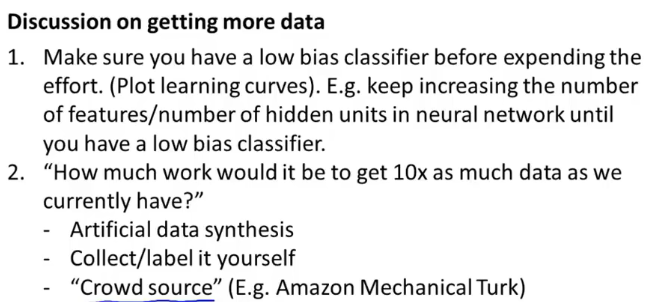 Discussion on getting more data
1. Make sure you have a low bias classifier before expending the
effort. (Plot learning curves). E.g. keep increasing the number
of features/number of hidden units in neural network until
you have a low bias classifier.
2. “How much work would it be to get 10x as much data as we
currently have?”
- Artificial data synthesis
- Collect/label it yourself
- “Crowd source” (E.g. Amazon Mechanical Turk)